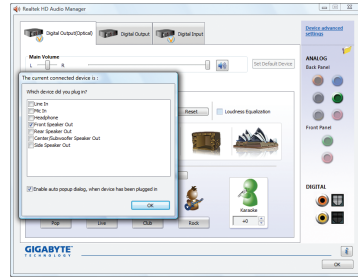 Realtek HD Audio Manager
Digital Output(Optical)
Digital Output
Digital Input
Device advanced settings
Main Volume
L
R
Set Default Device
ANALOG
Back Panel
The current connected device is :
Which device did you plug in?
Line In
Mic In
Headphone
Front Speaker Out
Rear Speaker Out
Center/Subwoofer Speaker Out
Side Speaker Out
Enable auto popup dialog, when device has been plugged in
OK
Reset
Loudness Equalization
Front Panel
Karaoke
+0
Pop
Live
Club
Rock
DIGITAL
GIGABYTE
TECHNOLOGY
OK